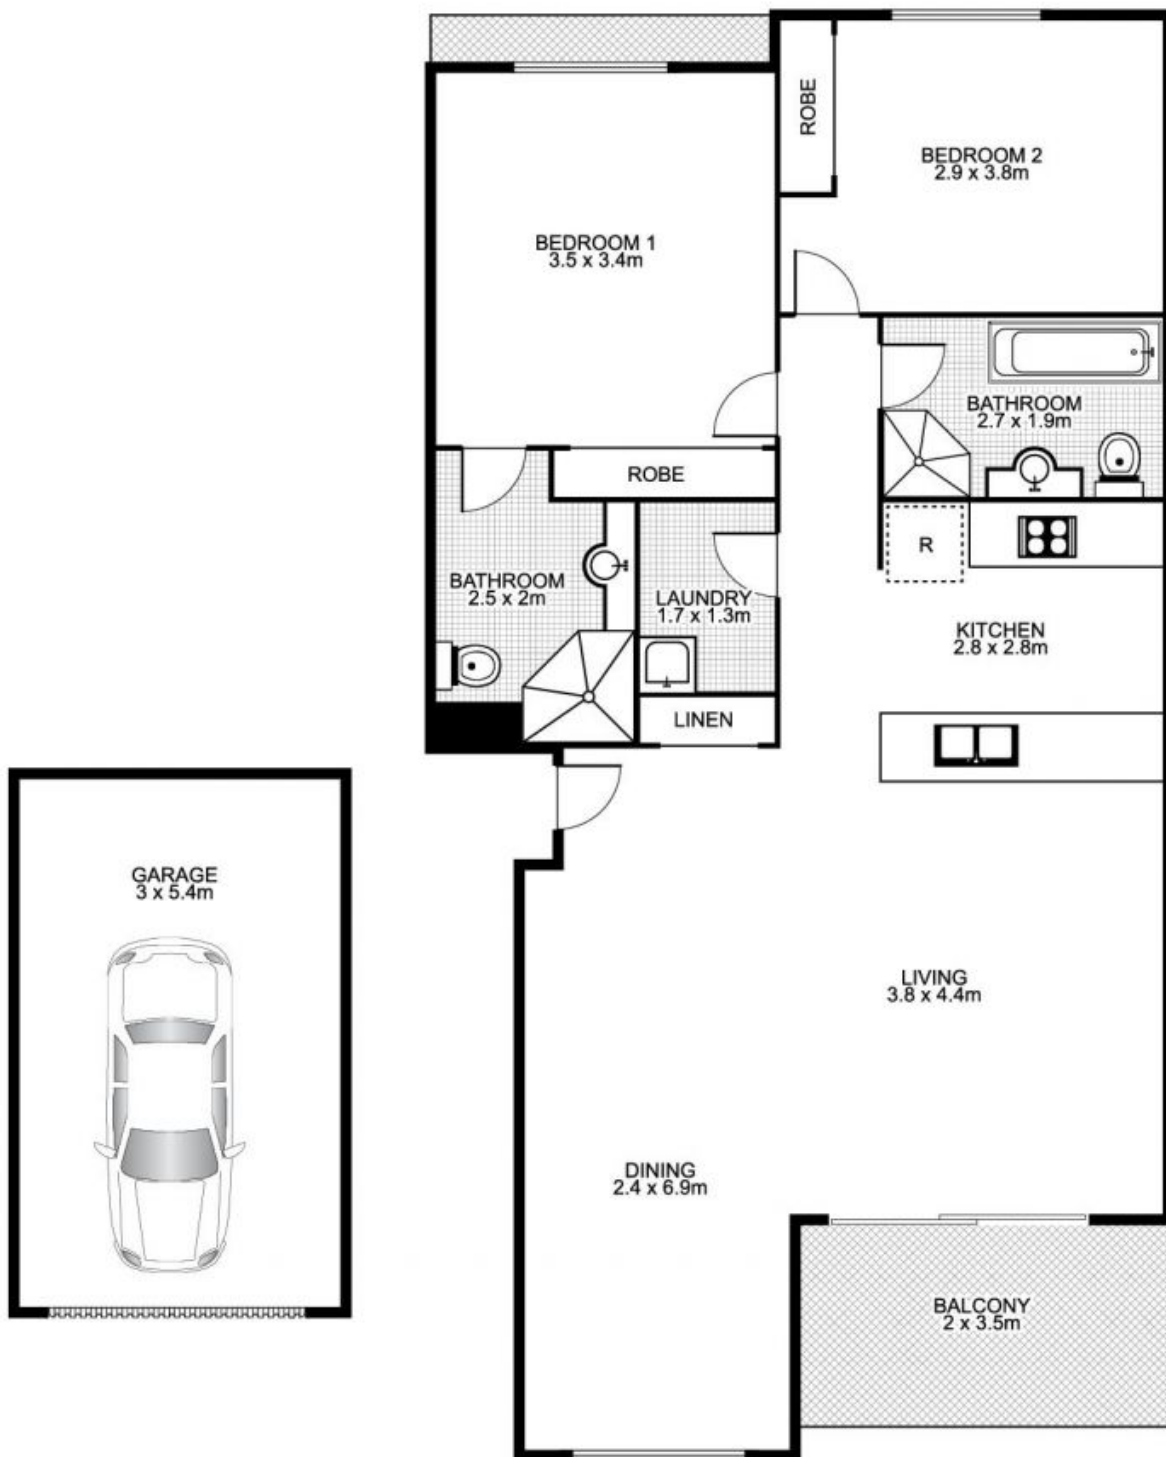 ROBE
BEDROOM 2
2.9 x 3.8m
BEDROOM 1
3.5 x 3.4m
BATHROOM
2.7 x 1.9m
ROBE
R
BATHROOM
2.5 x 2m
LAUNDRY
1.7 x 1.3m
KITCHEN
2.8 x 2.8m
LINEN
GARAGE
3 x 5.4m
LIVING
3.8 x 4.4m
DINING
2.4 x 6.9m
BALCONY
2 x 3.5m